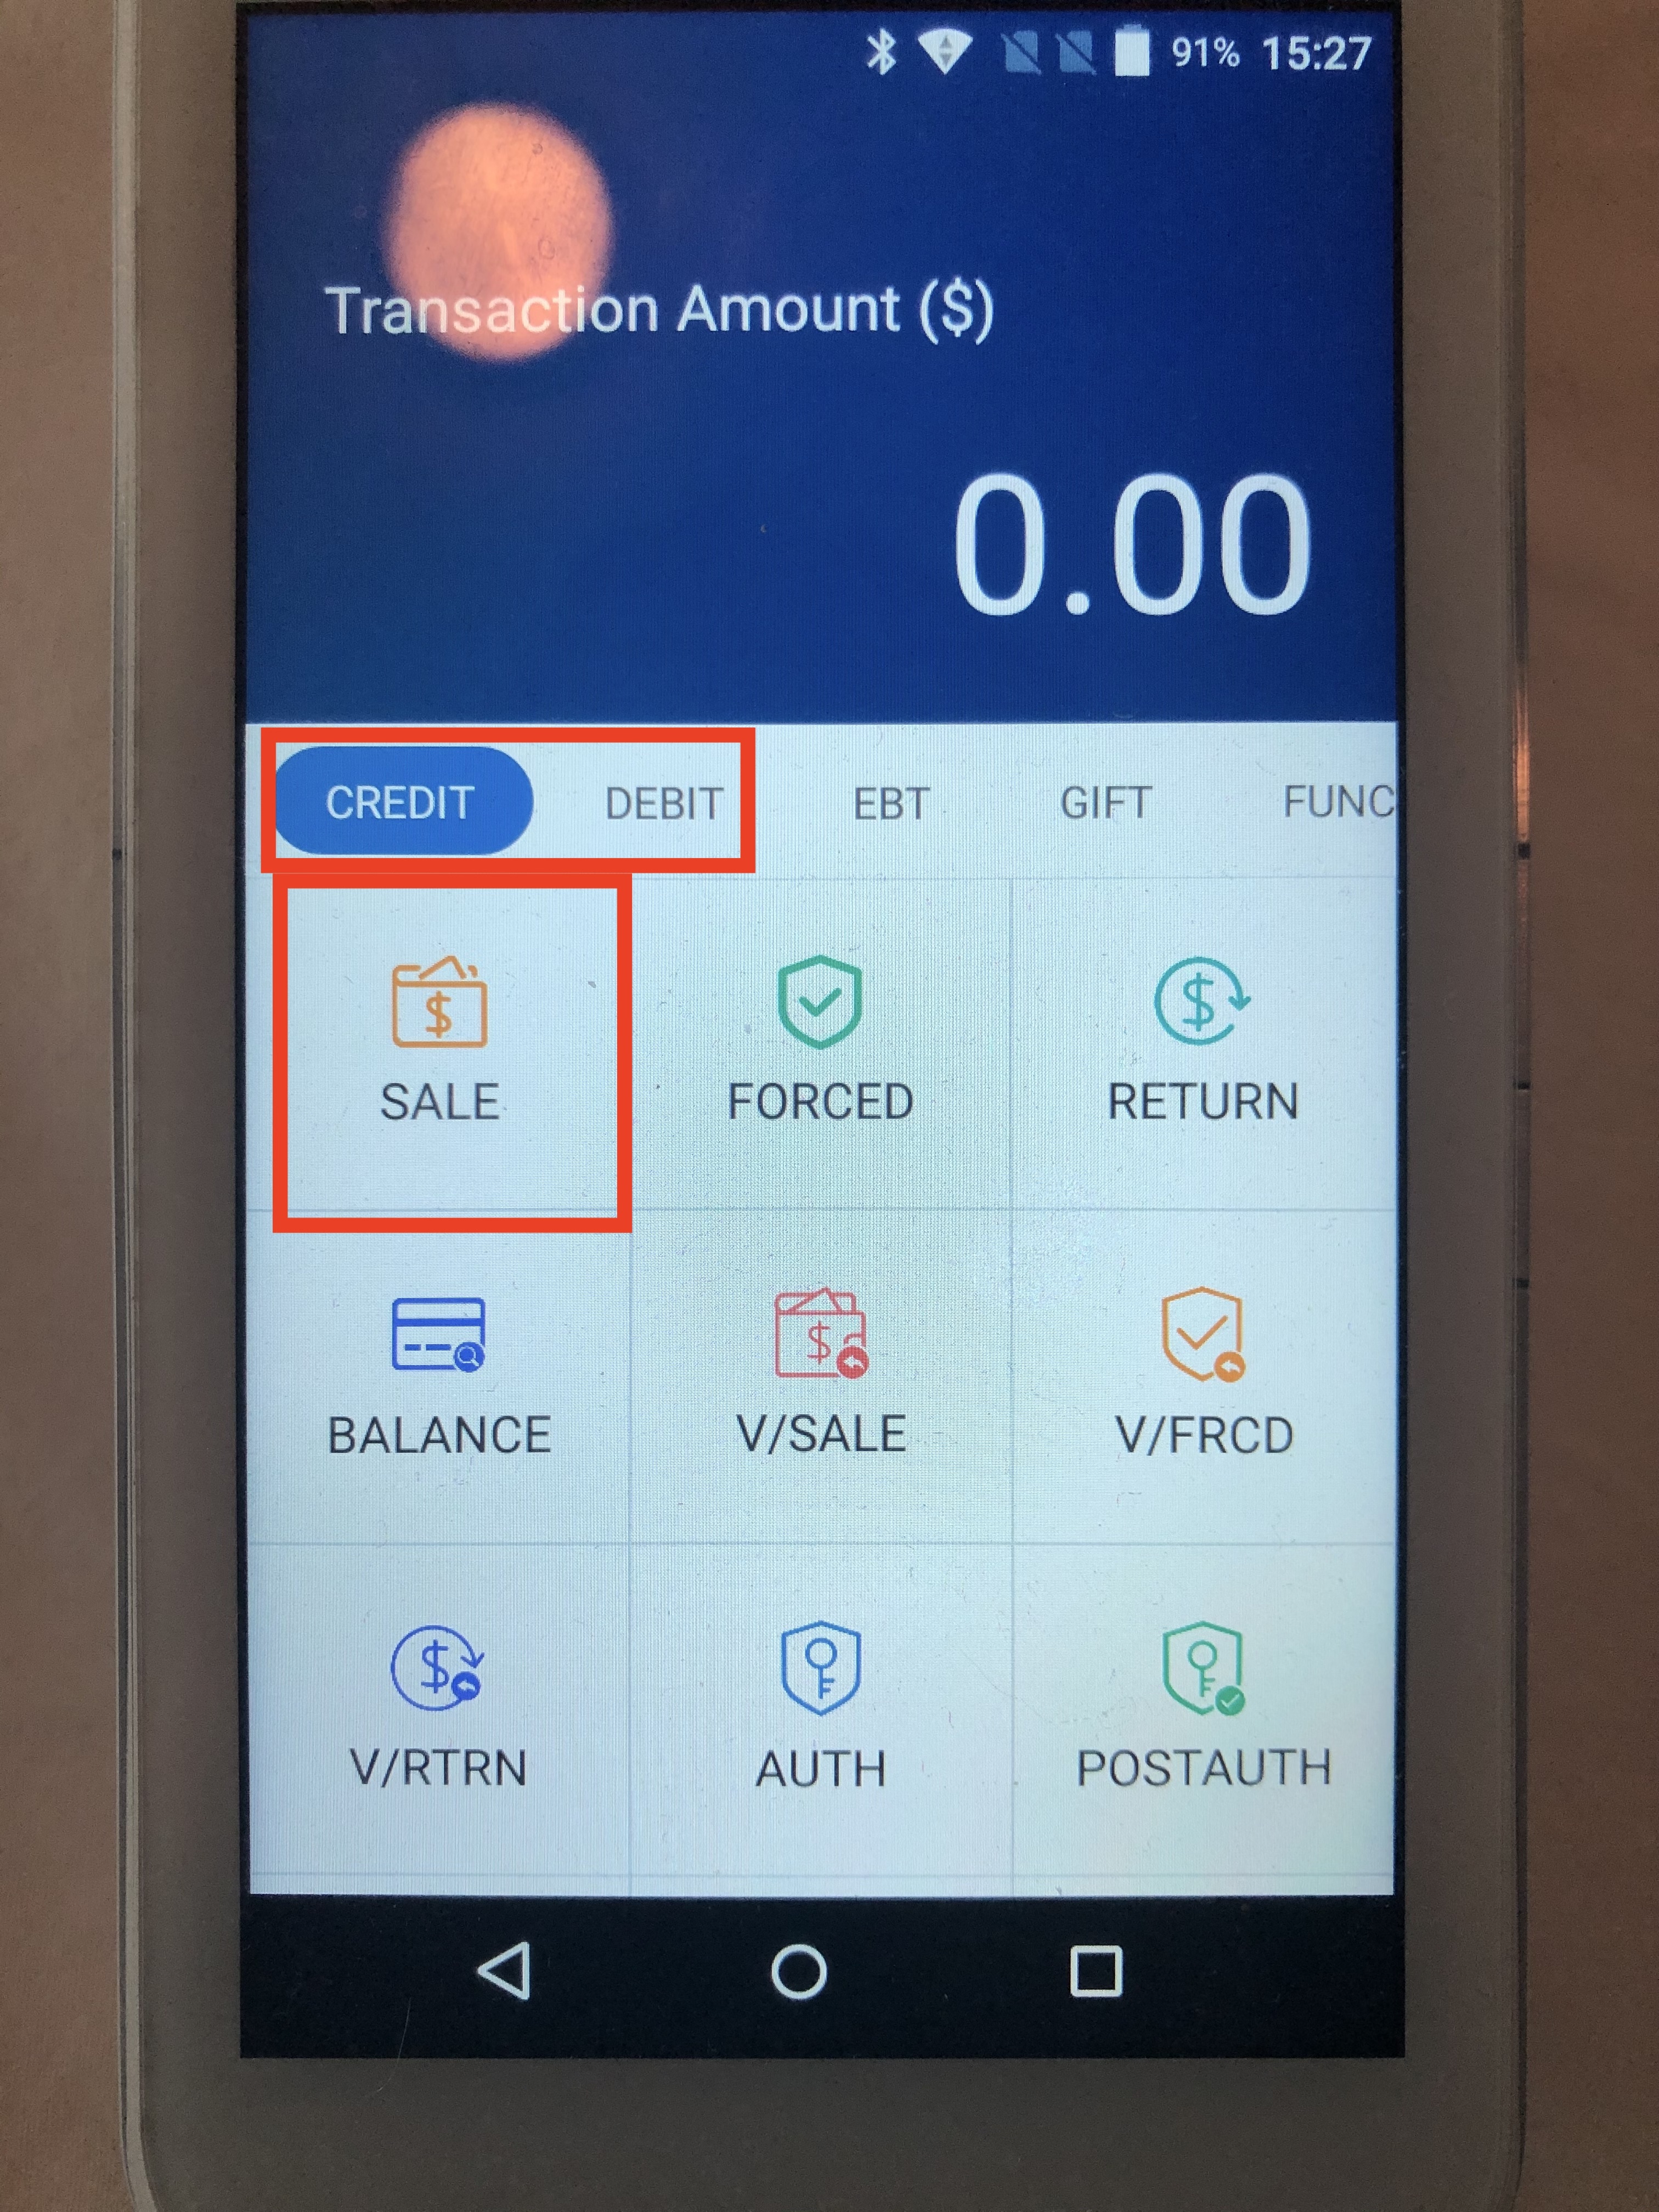 91% 15:27
Transaction Amount ($)
0.00
CREDIT DEBIT EBT GIFT FUNC
SALE FORCED RETURN
BALANCE V/SALE V/FRCD
V/RTRN AUTH POSTAUTH